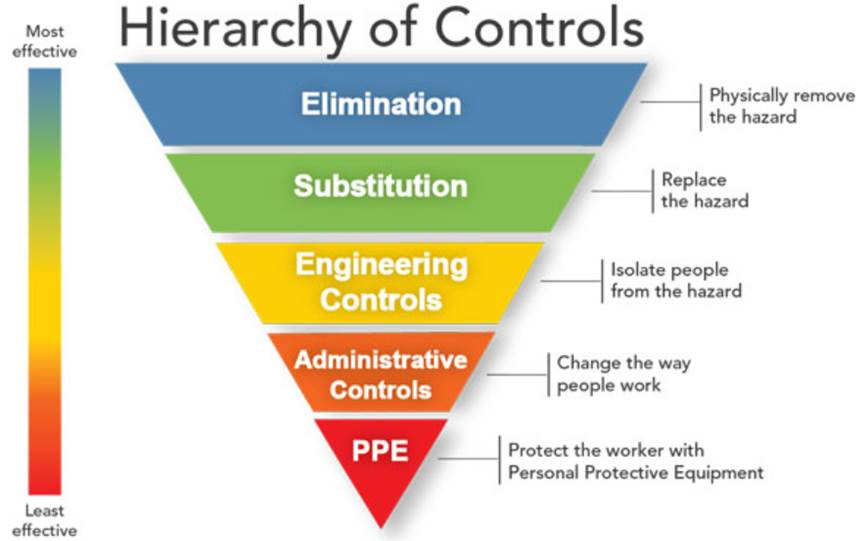 Hierarchy of Controls
Most
effective
Elimination
Physically remove
the hazard
Substitution
Replace
the hazard
Engineering
Controls
Isolate people
from the hazard
Administrative
Controls
Change the way
people work
PPE
Protect the worker with
Personal Protective Equipment
Least
effective